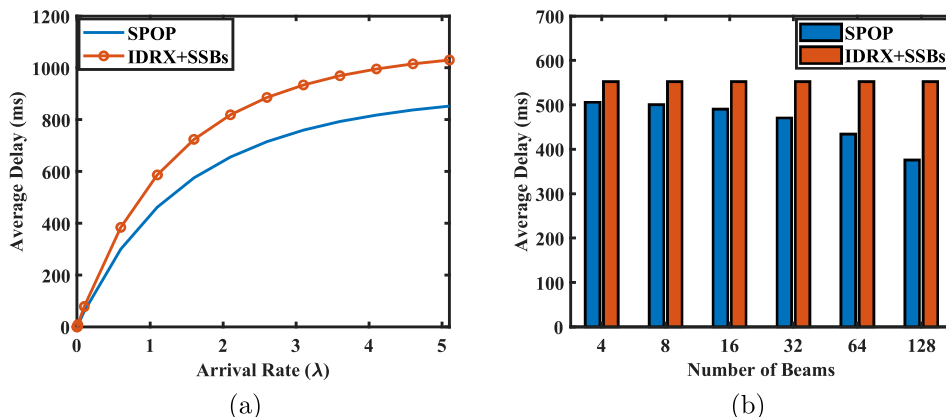 1200
1000
800
600
400
200
0
Average Delay (ms)
SPOP
IDRX+SSBs
0 1 2 3 4 5
Arrival Rate (λ)
(a)
700
600
500
400
300
200
100
0
Average Delay (ms)
SPOP
IDRX+SSBs
4 8 16 32 64 128
Number of Beams
(b)